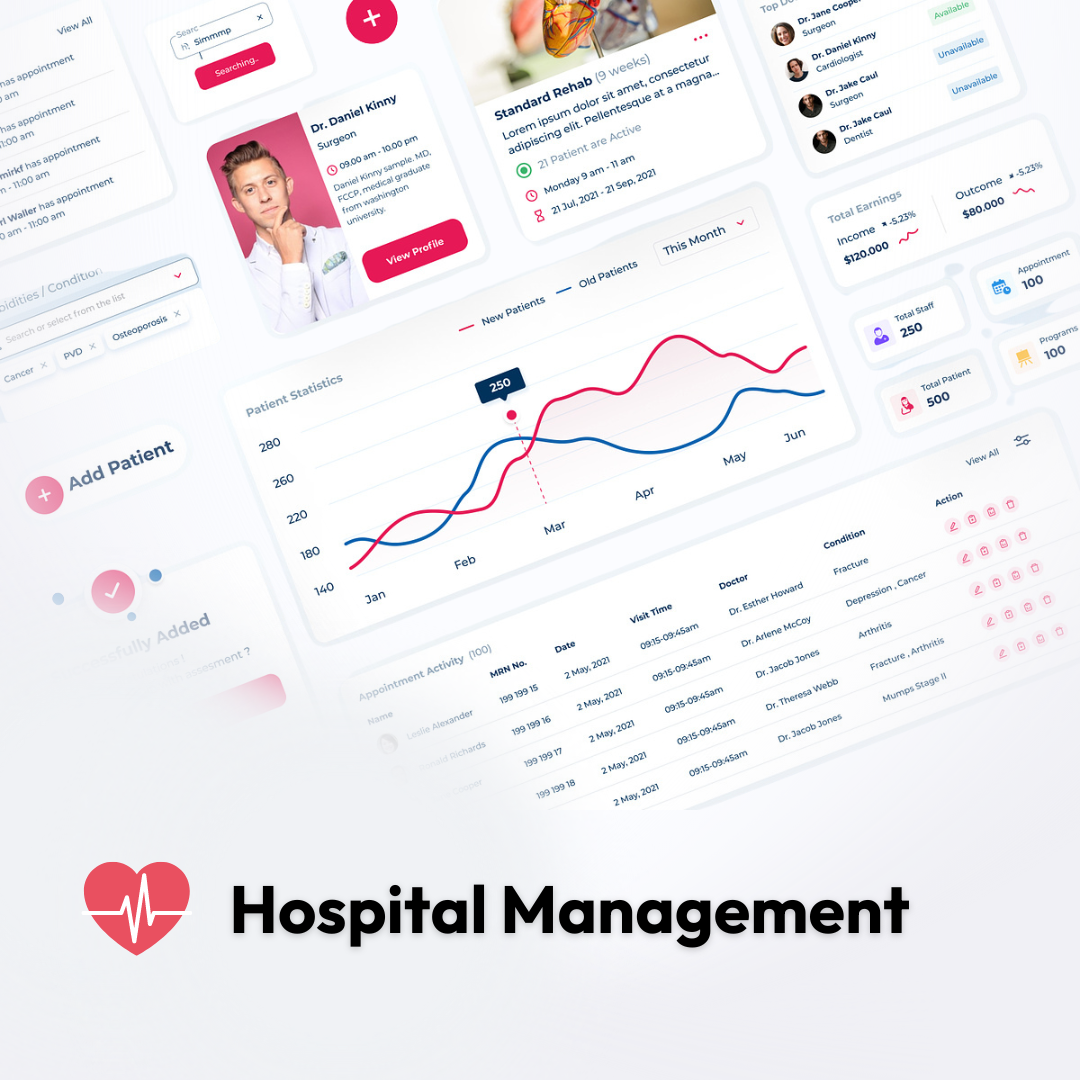 View All
has appointment
am
has appointment
11:00 am
has appointment
am - 11:00 am
Waller has appointment
am - 11:00 am
Searc
Simmmp
Searching..
Dr. Daniel Kinny
Surgeon
09.00 am - 10.00 pm
Daniel Kinny sample. MD,
FCCP, medical graduate
from washington
university.
View Profile
Standard Rehab (9 weeks)
Lorem ipsum dolor sit amet, consectetur
adipiscing elit. Pellentesque at a magna...
21 Patient are Active
Monday 9 am - 11 am
21 Jul, 2021 - 21 Sep, 2021
Top Do
Dr. Jane Cooper
Surgeon
Available
Dr. Daniel Kinny
Cardiologist
Unavailable
Dr. Jake Caul
Surgeon
Unavailable
Dr. Jake Caul
Dentist
Total Earnings
Income -5.23%
$120.000
Outcome -5.23%
$80.000
Total Staff
250
Appointment
100
Total Patient
500
Programs
100
bidities / Condition
Search or select from the list
Cancer ×
PVD ×
Osteoporosis ×
Add Patient
ssfully Added
sesment ?
Patient Statistics
New Patients
Old Patients
This Month
250
280
260
220
180
140
Jan
Feb
Mar
Apr
May
Jun
Appointment Activity (100)
View All
Name
MRN No.
Date
Visit Time
Doctor
Condition
Action
Leslie Alexander
199 199 15
2 May, 2021
09:15-09:45am
Dr. Esther Howard
Fracture
Richards
199 199 16
2 May, 2021
09:15-09:45am
Dr. Arlene McCoy
Depression , Cancer
199 199 17
2 May, 2021
09:15-09:45am
Dr. Jacob Jones
Arthritis
199 199 18
2 May, 2021
09:15-09:45am
Dr. Theresa Webb
Fracture , Arthritis
2 May, 2021
09:15-09:45am
Dr. Jacob Jones
Mumps Stage II
Hospital Management